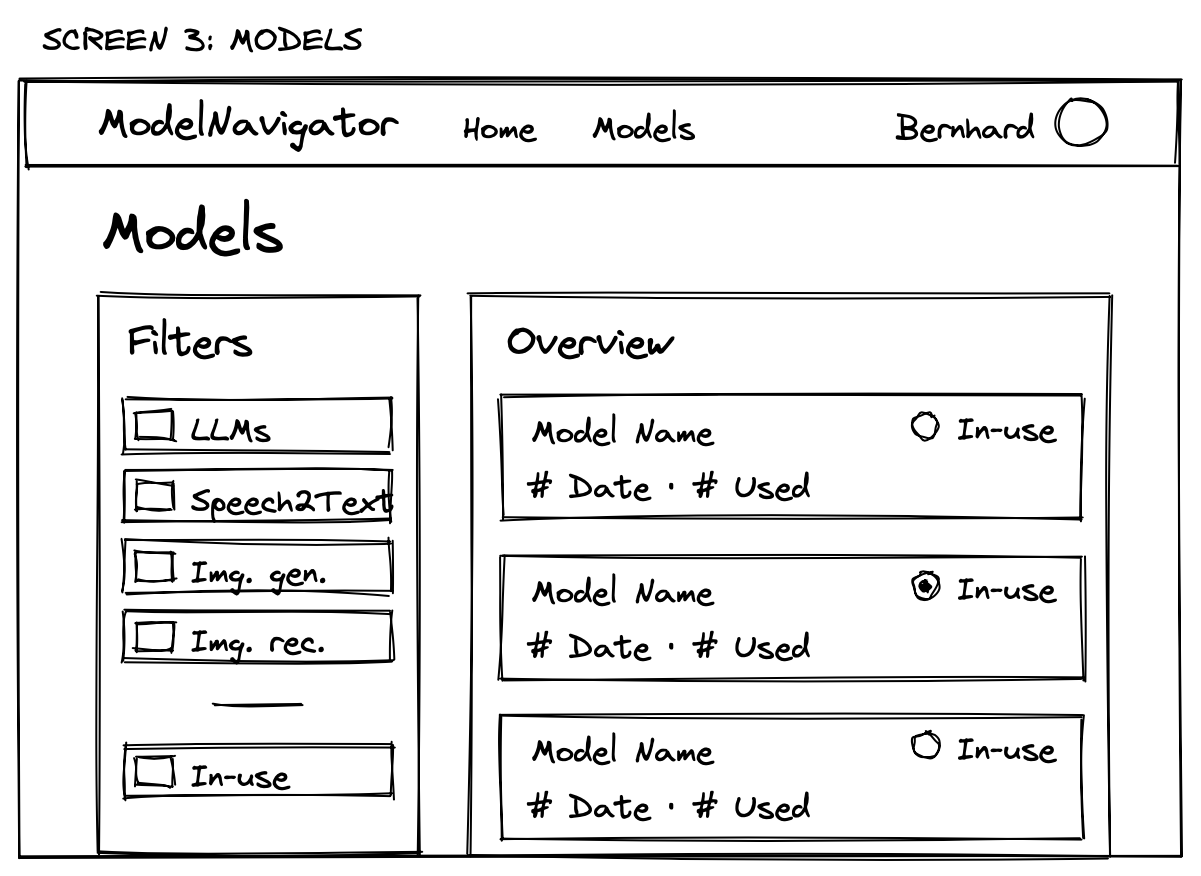 SCREEN 3: MODELS
ModelNavigator Home Models Bernhard
Models
Filters
LLMs
Speech2Text
Img. gen.
Img. rec.
In-use
Overview
Model Name In-use
# Date · # Used
Model Name In-use
# Date · # Used
Model Name In-use
# Date · # Used